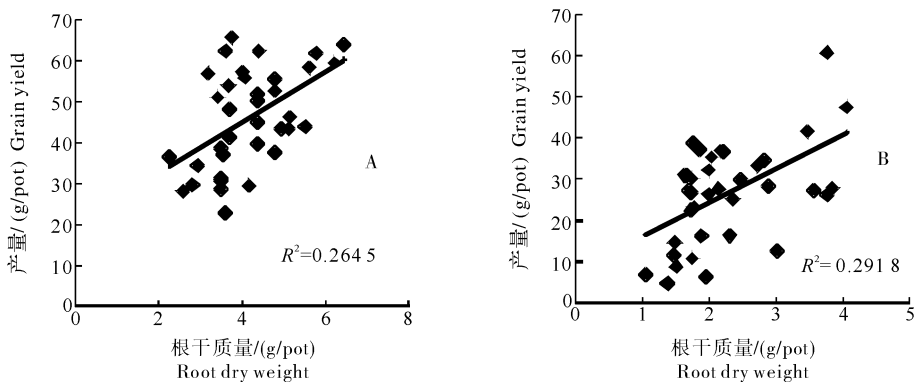 70
60
50
40
30
20
10
0
产量/(g/pot) Grain yield
A
R²=0.264 5
0 2 4 6 8
根干质量/(g/pot)
Root dry weight
70
60
50
40
30
20
10
0
产量/(g/pot) Grain yield
B
R²=0.291 8
0 1 2 3 4 5
根干质量/(g/pot)
Root dry weight